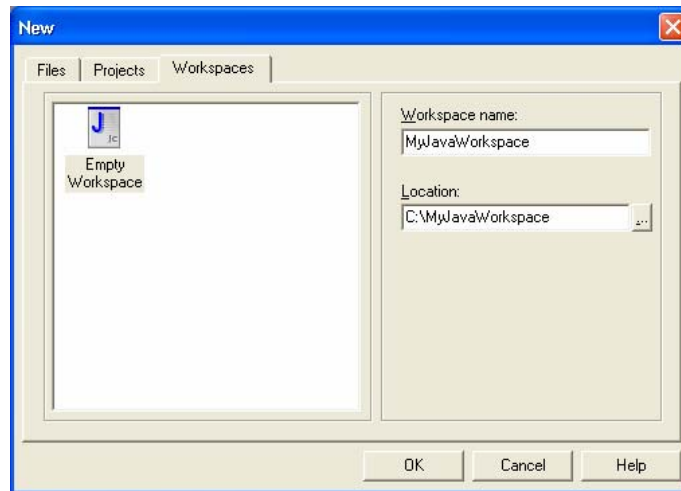 New
Files
Projects
Workspaces
J
jc
Empty
Workspace
Workspace name:
MyJavaWorkspace
Location:
C:\MyJavaWorkspace
...
OK
Cancel
Help